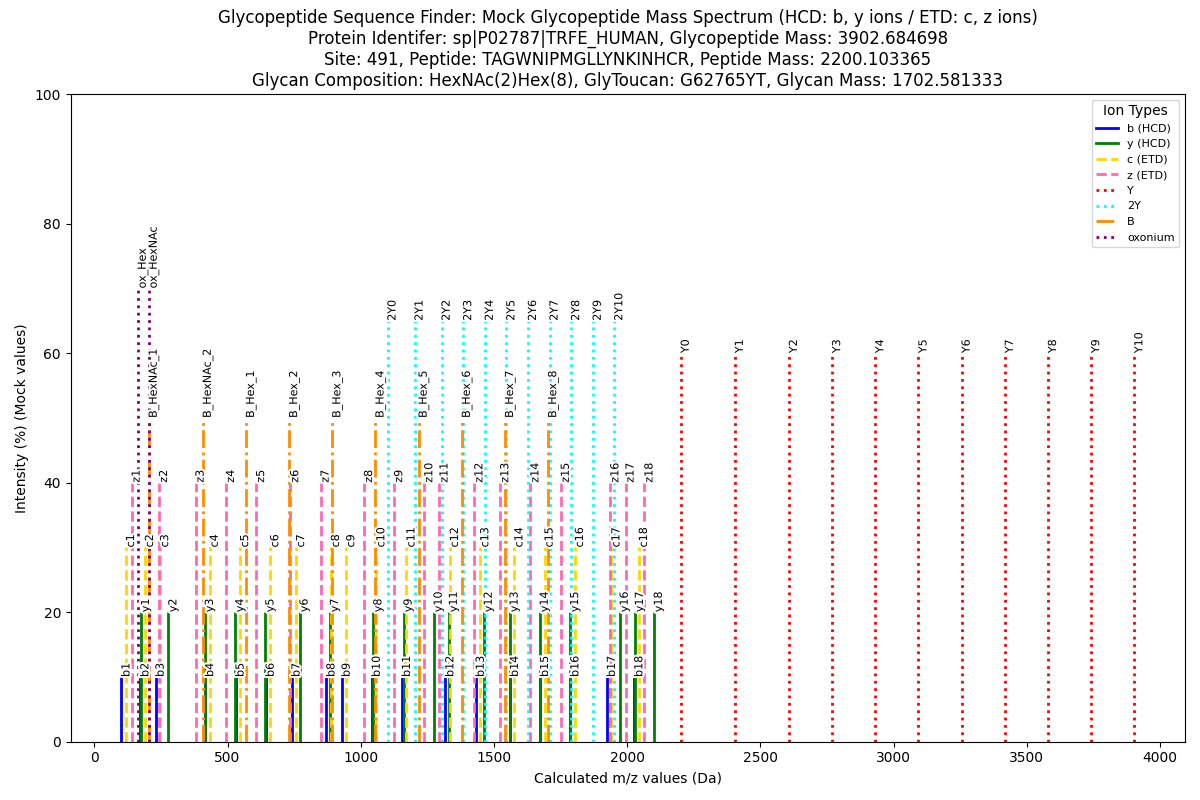 Glycopeptide Sequence Finder: Mock Glycopeptide Mass Spectrum (HCD: b, y ions / ETD: c, z ions)
Protein Identifer: sp|P02787|TRFE_HUMAN, Glycopeptide Mass: 3902.684698
Site: 491, Peptide: TAGWNIPMGLLYNKINHCR, Peptide Mass: 2200.103365
Glycan Composition: HexNAc(2)Hex(8), GlyToucan: G62765YT, Glycan Mass: 1702.581333
100
80
60
40
20
0
Intensity (%) (Mock values)
Ion Types
b (HCD)
y (HCD)
c (ETD)
z (ETD)
Y
2Y
B
oxonium
ox_Hex
ox_HexNAc
2Y0
2Y1
2Y2
2Y3
2Y4
2Y5
2Y6
2Y7
2Y8
2Y9
2Y10
Y0
Y1
Y2
Y3
Y4
Y5
Y6
Y7
Y8
Y9
Y10
B_HexNAc_1
B_HexNAc_2
B_Hex_1
B_Hex_2
B_Hex_3
B_Hex_4
B_Hex_5
B_Hex_6
B_Hex_7
B_Hex_8
z1
z2
z3
z4
z5
z6
z7
z8
z9
z10
z11
z12
z13
z14
z15
z16
z17
z18
c1
c2
c3
c4
c5
c6
c7
c8
c9
c10
c11
c12
c13
c14
c15
c16
c17
c18
y1
y2
y3
y4
y5
y6
y7
y8
y9
y10
y11
y12
y13
y14
y15
y16
y17
y18
b1
b2
b3
b4
b5
b6
b7
b8
b9
b10
b11
b12
b13
b14
b15
b16
b17
b18
0
500
1000
1500
2000
2500
3000
3500
4000
Calculated m/z values (Da)